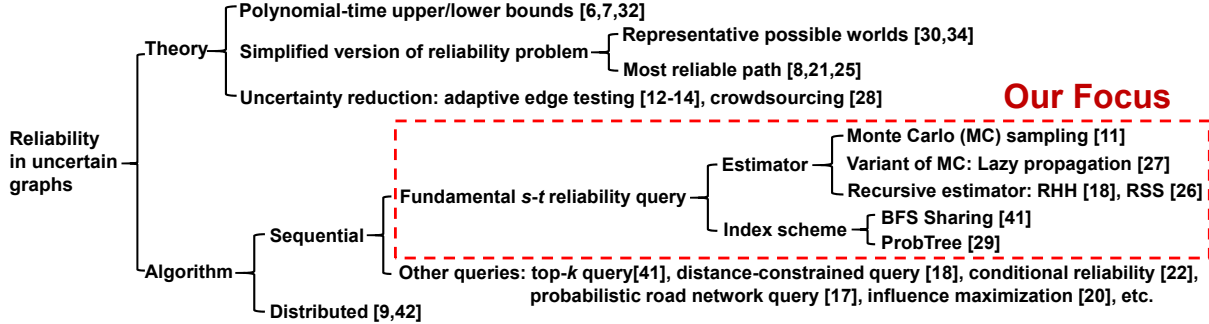 Polynomial-time upper/lower bounds [6,7,32]
Theory
Simplified version of reliability problem
Representative possible worlds [30,34]
Most reliable path [8,21,25]
Uncertainty reduction: adaptive edge testing [12-14], crowdsourcing [28]
Our Focus
Reliability
in uncertain
graphs
Monte Carlo (MC) sampling [11]
Estimator
Variant of MC: Lazy propagation [27]
Recursive estimator: RHH [18], RSS [26]
Fundamental s-t reliability query
Index scheme
BFS Sharing [41]
ProbTree [29]
Sequential
Algorithm
Other queries: top-k query[41], distance-constrained query [18], conditional reliability [22],
probabilistic road network query [17], influence maximization [20], etc.
Distributed [9,42]